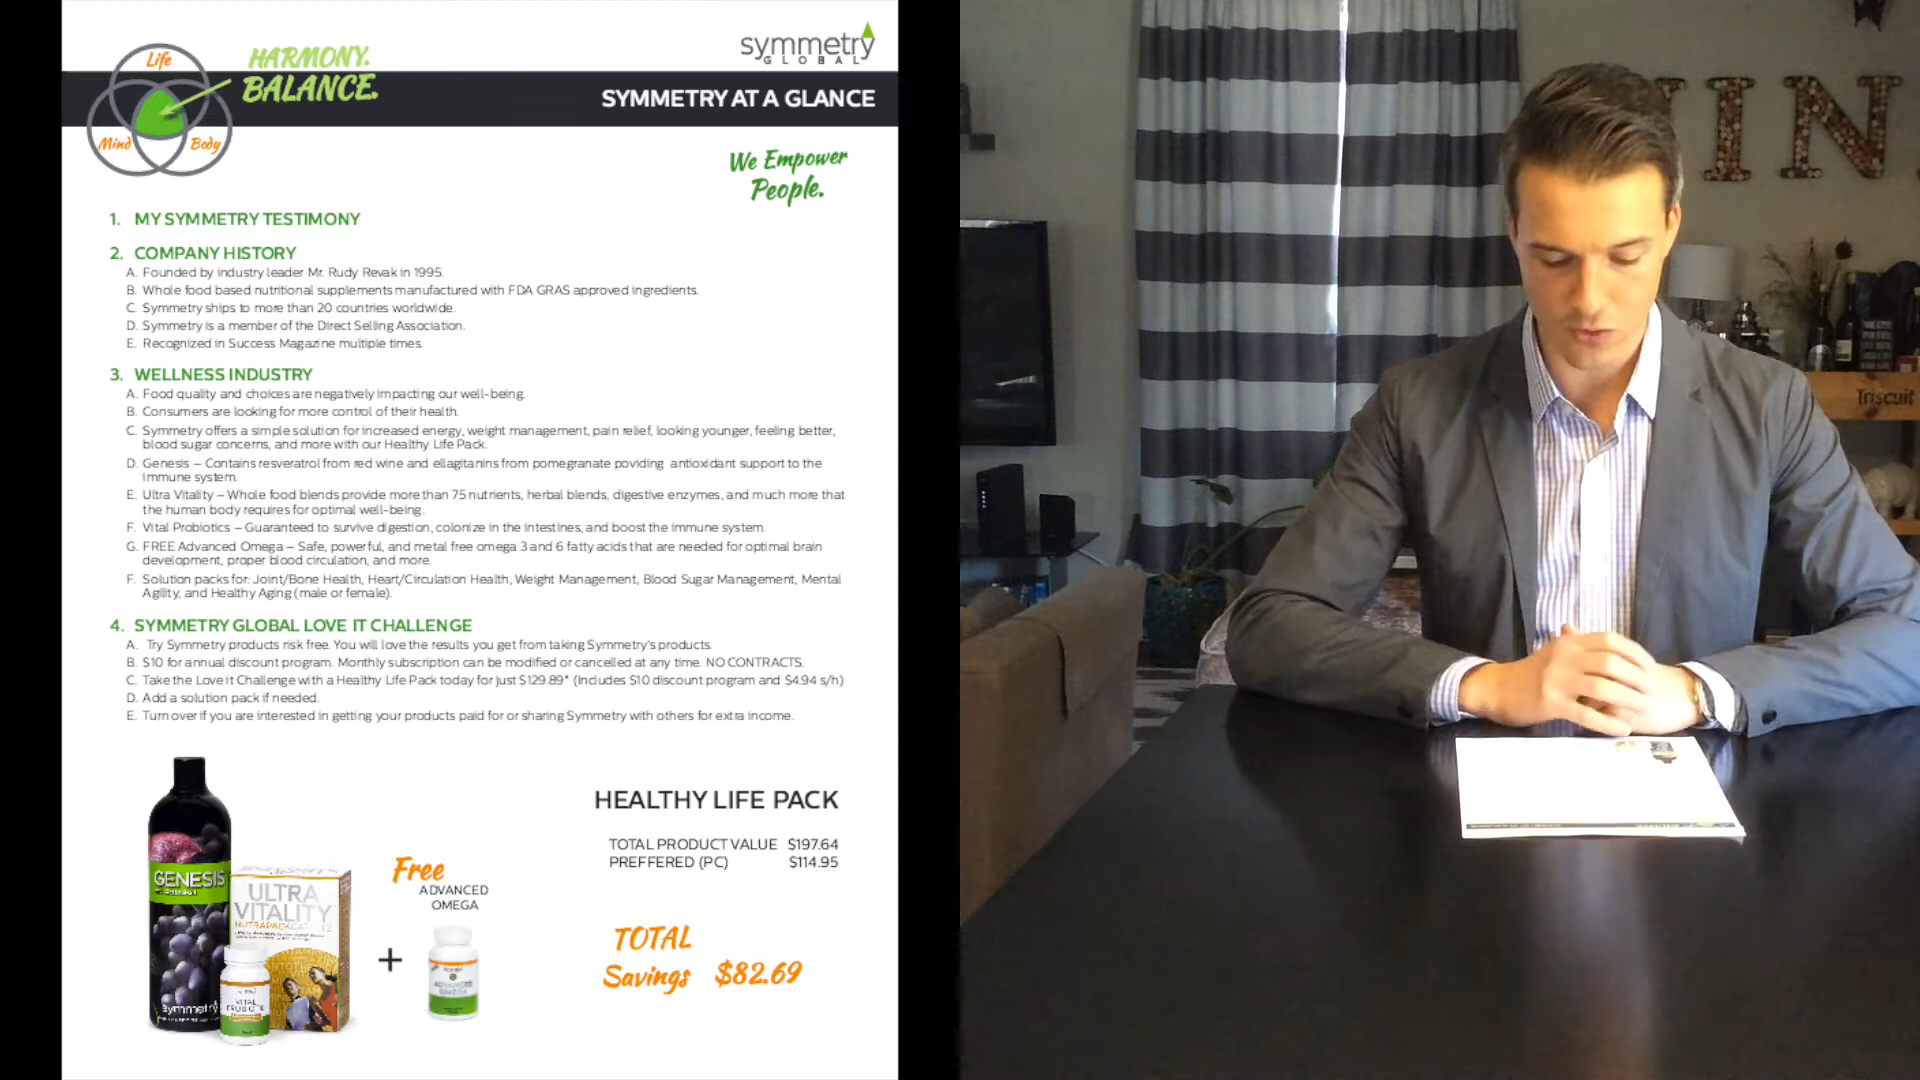 Life
Mind
Body
HARMONY.
BALANCE.
symmetry
GLOBAL
SYMMETRY AT A GLANCE
We Empower
People.
1. MY SYMMETRY TESTIMONY
2. COMPANY HISTORY
A. Founded by industry leader Mr. Rudy Revak in 1995.
B. Whole food based nutritional supplements manufactured with FDA GRAS approved ingredients.
C. Symmetry ships to more than 20 countries worldwide.
D. Symmetry is a member of the Direct Selling Association.
E. Recognized in Success Magazine multiple times.
3. WELLNESS INDUSTRY
A. Food quality and choices are negatively impacting our well-being.
B. Consumers are looking for more control of their health.
C. Symmetry offers a simple solution for increased energy, weight management, pain relief, looking younger, feeling better,
blood sugar concerns, and more with our Healthy Life Pack.
D. Genesis – Contains resveratrol from red wine and ellagitanins from pomegranate poviding antioxidant support to the
immune system.
E. Ultra Vitality – Whole food blends provide more than 75 nutrients, herbal blends, digestive enzymes, and much more that
the human body requires for optimal well-being.
F. Vital Probiotics – Guaranteed to survive digestion, colonize in the intestines, and boost the immune system.
G. FREE Advanced Omega – Safe, powerful, and metal free omega 3 and 6 fatty acids that are needed for optimal brain
development, proper blood circulation, and more.
F. Solution packs for: Joint/Bone Health, Heart/Circulation Health, Weight Management, Blood Sugar Management, Mental
Agility, and Healthy Aging (male or female).
4. SYMMETRY GLOBAL LOVE IT CHALLENGE
A. Try Symmetry products risk free. You will love the results you get from taking Symmetry's products.
B. $10 for annual discount program. Monthly subscription can be modified or cancelled at any time. NO CONTRACTS.
C. Take the Love it Challenge with a Healthy Life Pack today for just $129.89* (Includes $10 discount program and $4.94 s/h)
D. Add a solution pack if needed.
E. Turn over if you are interested in getting your products paid for or sharing Symmetry with others for extra income.
GENESIS
ULTRA
VITALITY
symmetry
VITAL
Free
ADVANCED
OMEGA
+
ADVANCED
OMEGA
HEALTHY LIFE PACK
TOTAL PRODUCT VALUE $197.64
PREFFERED (PC) $114.95
TOTAL
Savings $82.69
IN
Triscuit